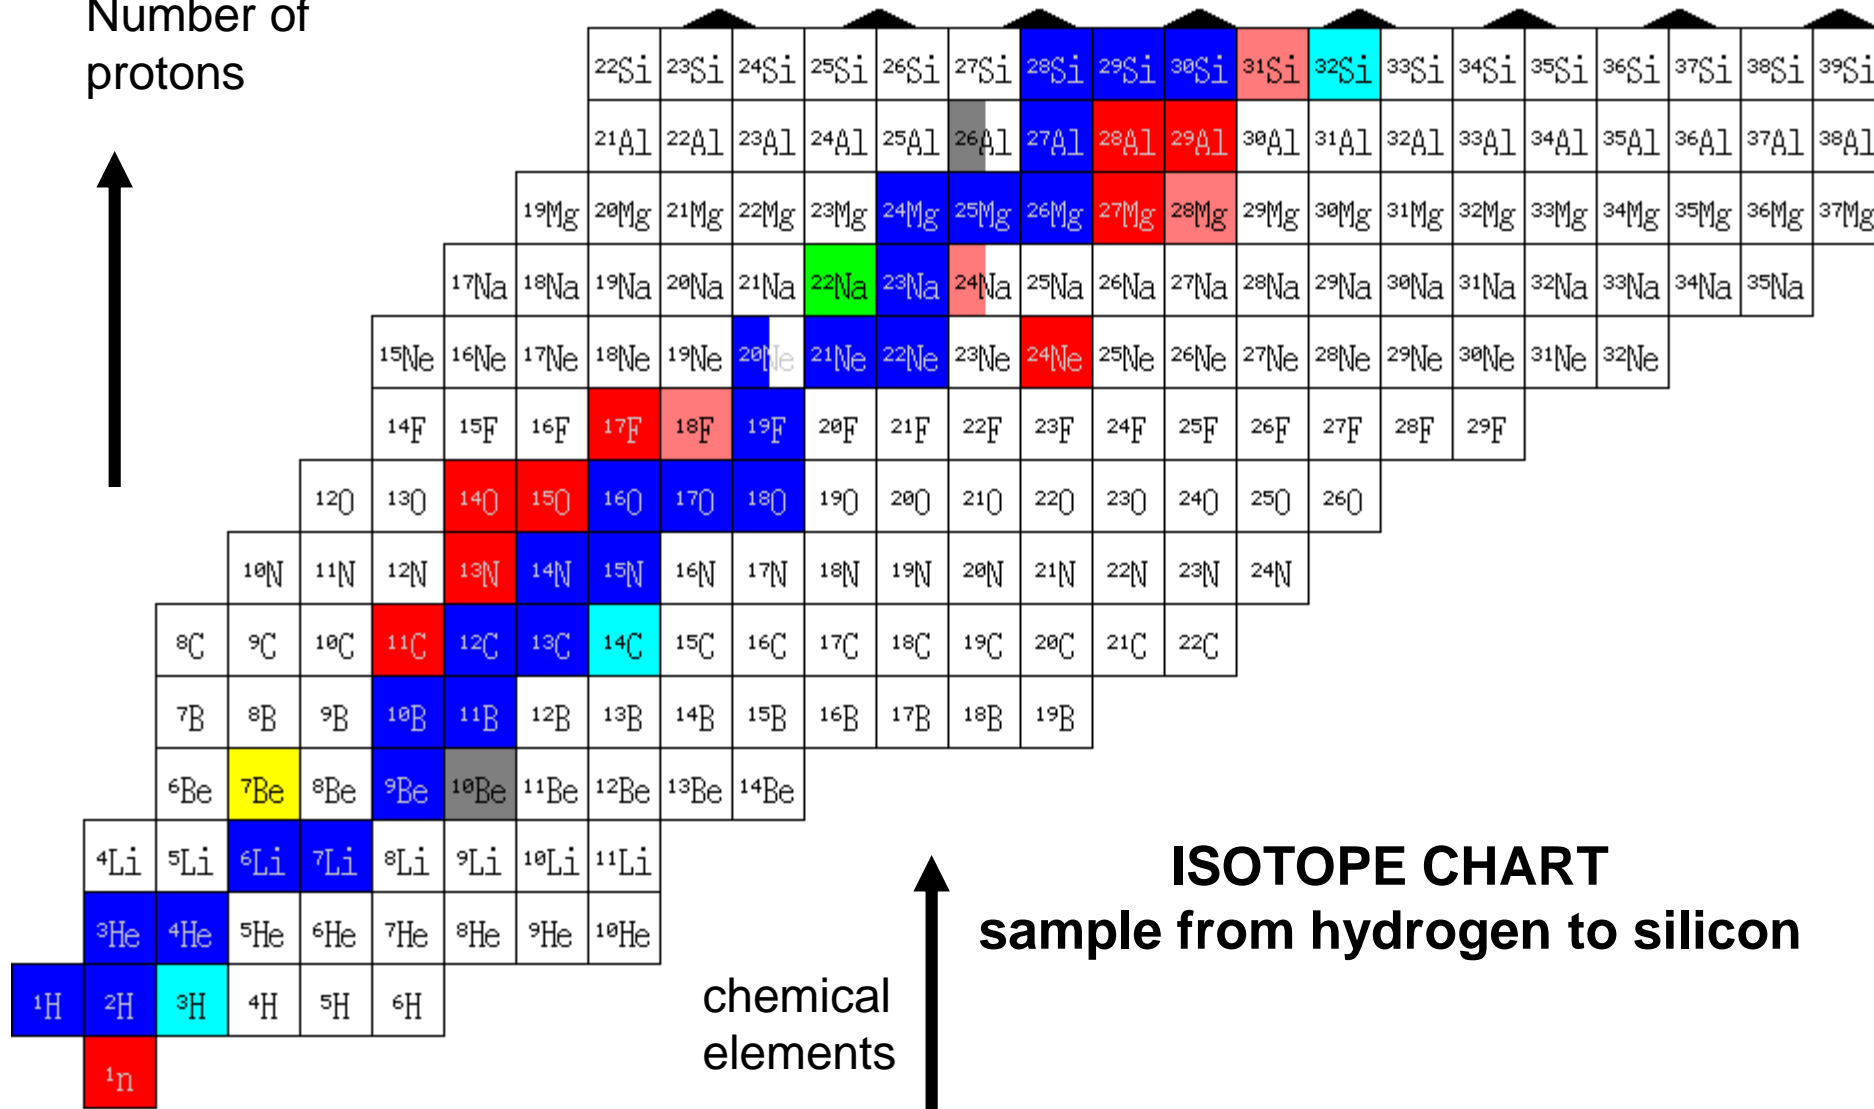 Number of
protons
22Si 23Si 24Si 25Si 26Si 27Si 28Si 29Si 30Si 31Si 32Si 33Si 34Si 35Si 36Si 37Si 38Si 39Si
21Al 22Al 23Al 24Al 25Al 26Al 27Al 28Al 29Al 30Al 31Al 32Al 33Al 34Al 35Al 36Al 37Al 38Al
19Mg 20Mg 21Mg 22Mg 23Mg 24Mg 25Mg 26Mg 27Mg 28Mg 29Mg 30Mg 31Mg 32Mg 33Mg 34Mg 35Mg 36Mg 37Mg
17Na 18Na 19Na 20Na 21Na 22Na 23Na 24Na 25Na 26Na 27Na 28Na 29Na 30Na 31Na 32Na 33Na 34Na 35Na
15Ne 16Ne 17Ne 18Ne 19Ne 20Ne 21Ne 22Ne 23Ne 24Ne 25Ne 26Ne 27Ne 28Ne 29Ne 30Ne 31Ne 32Ne
14F 15F 16F 17F 18F 19F 20F 21F 22F 23F 24F 25F 26F 27F 28F 29F
12O 13O 14O 15O 16O 17O 18O 19O 20O 21O 22O 23O 24O 25O 26O
10N 11N 12N 13N 14N 15N 16N 17N 18N 19N 20N 21N 22N 23N 24N
8C 9C 10C 11C 12C 13C 14C 15C 16C 17C 18C 19C 20C 21C 22C
7B 8B 9B 10B 11B 12B 13B 14B 15B 16B 17B 18B 19B
6Be 7Be 8Be 9Be 10Be 11Be 12Be 13Be 14Be
4Li 5Li 6Li 7Li 8Li 9Li 10Li 11Li
3He 4He 5He 6He 7He 8He 9He 10He
1H 2H 3H 4H 5H 6H
1n
ISOTOPE CHART
sample from hydrogen to silicon
chemical
elements